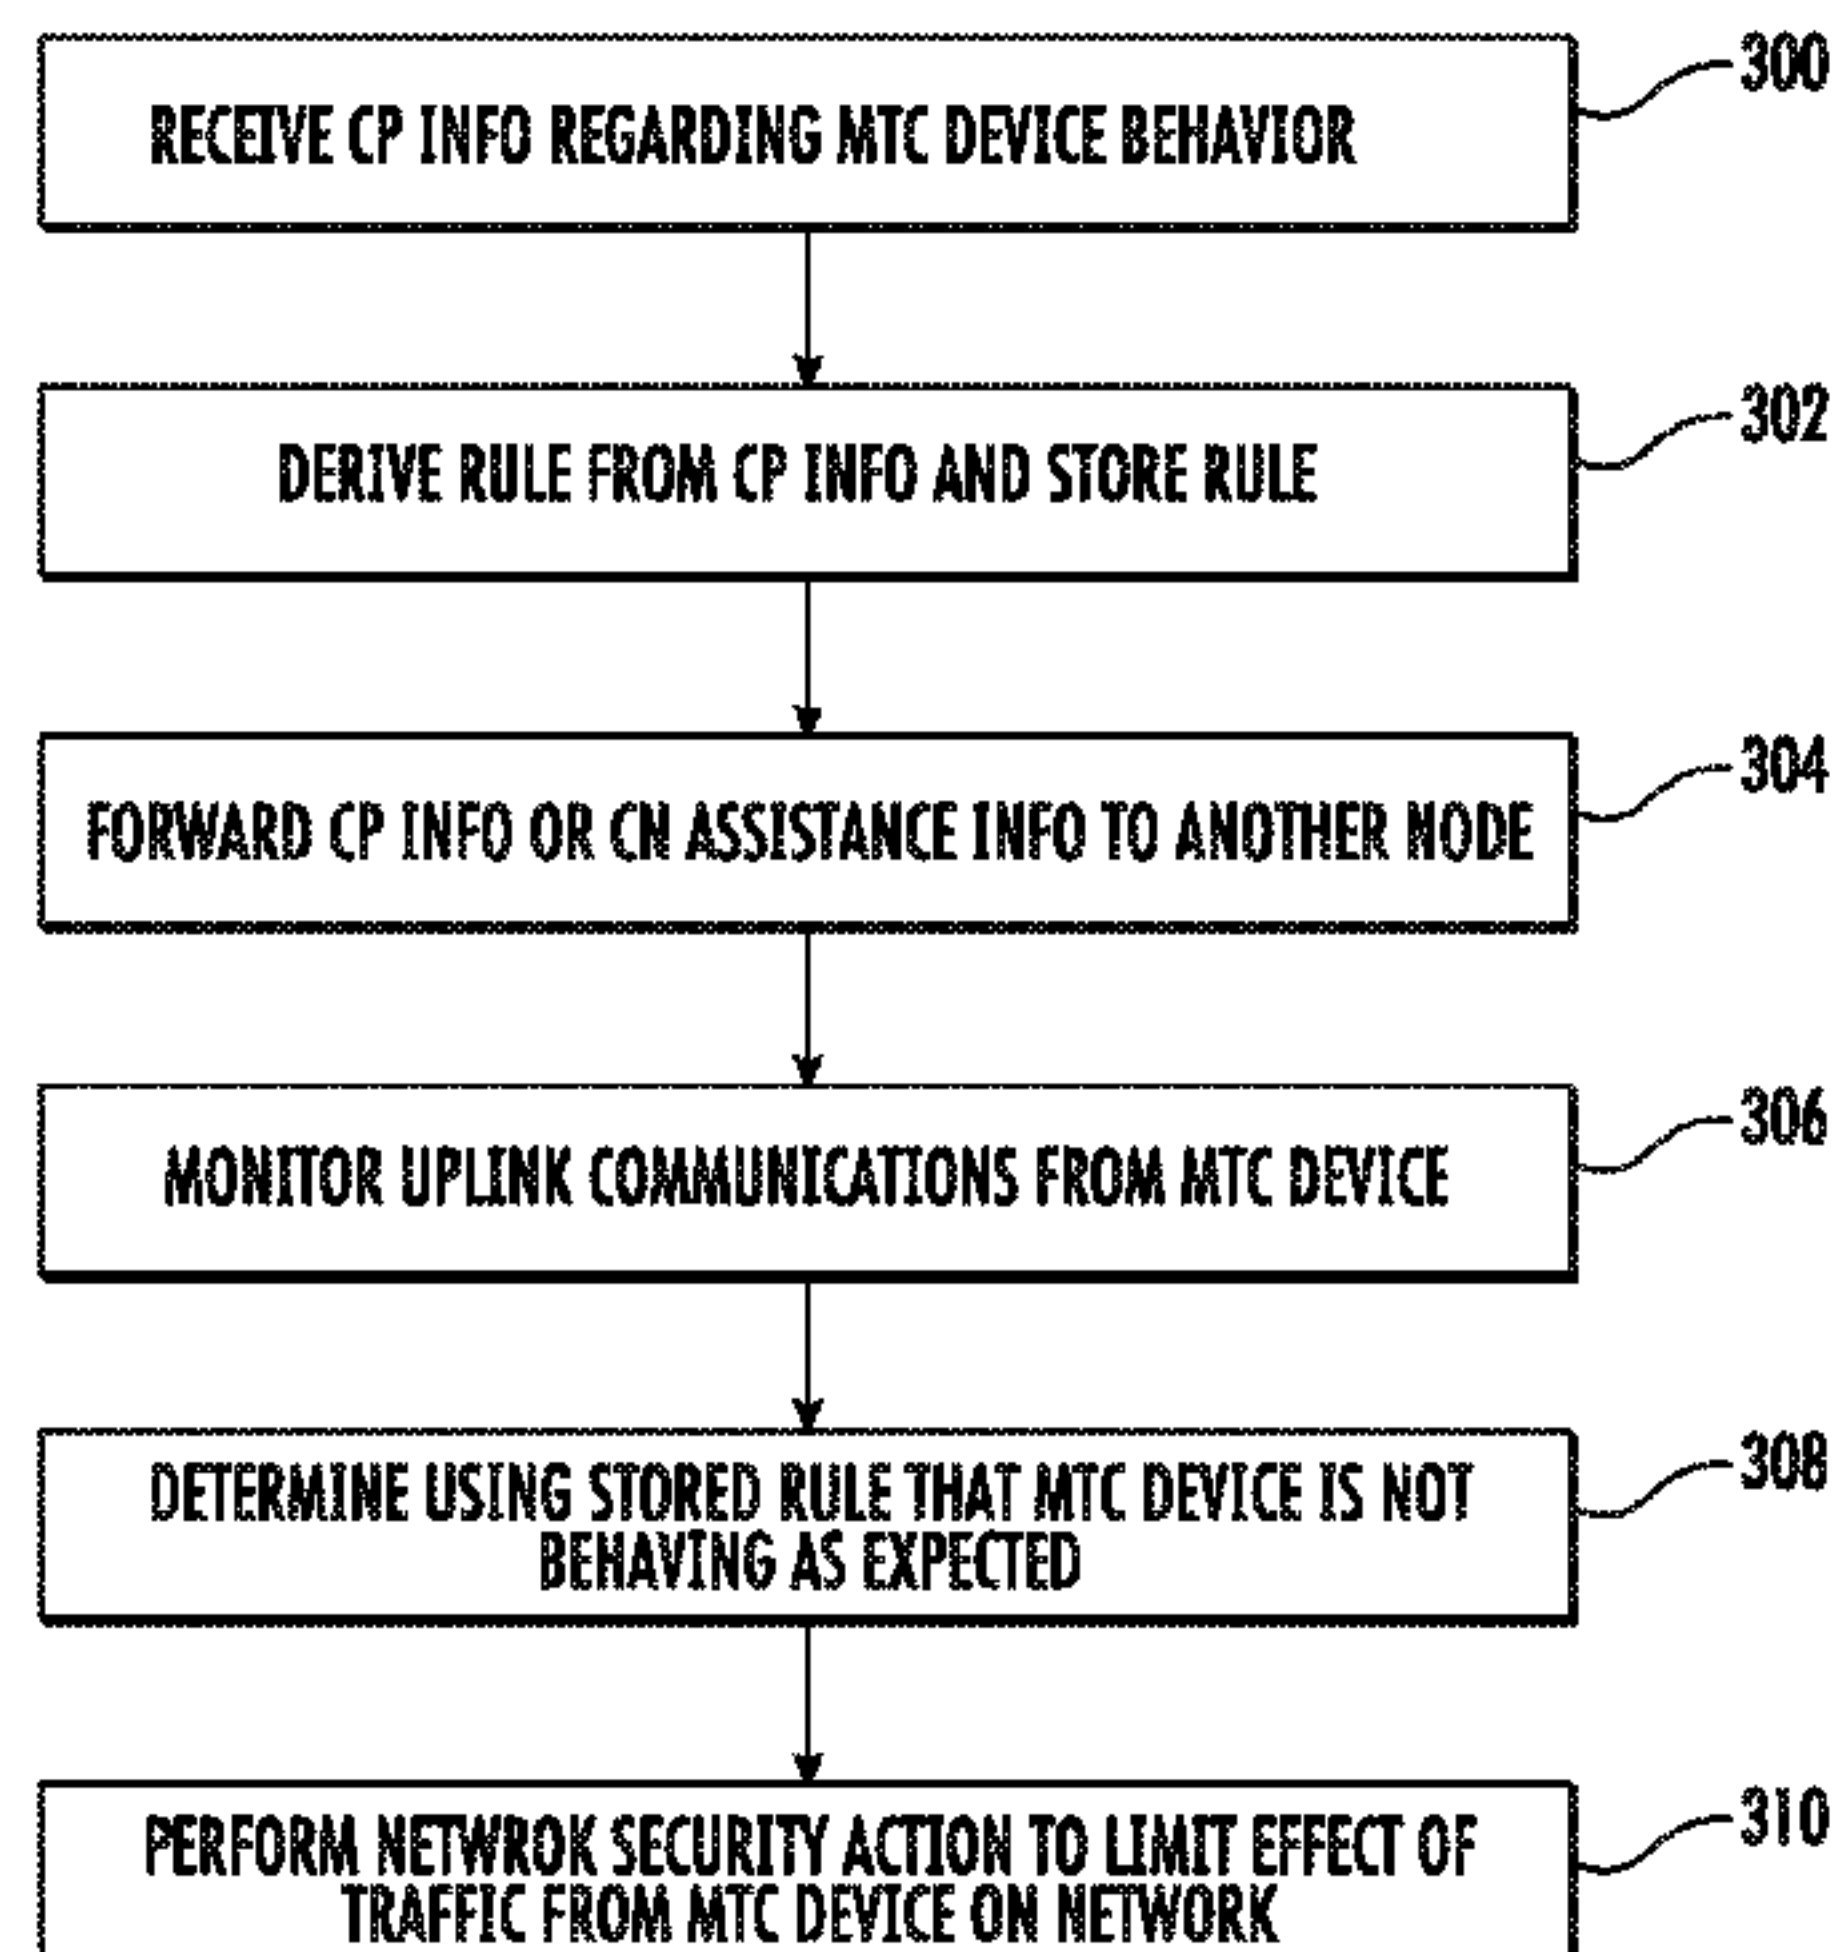 300
RECEIVE CP INFO REGARDING MTC DEVICE BEHAVIOR
302
DERIVE RULE FROM CP INFO AND STORE RULE
304
FORWARD CP INFO OR CN ASSISTANCE INFO TO ANOTHER NODE
306
MONITOR UPLINK COMMUNICATIONS FROM MTC DEVICE
308
DETERMINE USING STORED RULE THAT MTC DEVICE IS NOT
BEHAVING AS EXPECTED
310
PERFORM NETWROK SECURITY ACTION TO LIMIT EFFECT OF
TRAFFIC FROM MTC DEVICE ON NETWORK